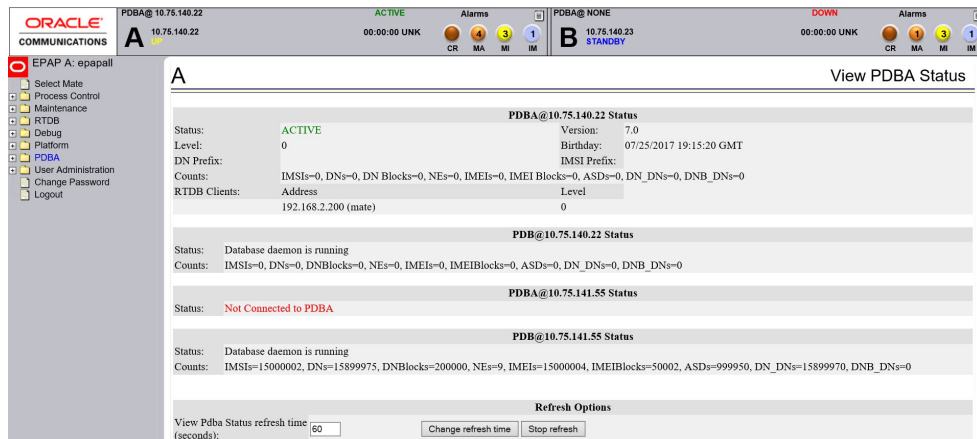 ORACLE
COMMUNICATIONS
PDBA@ 10.75.140.22 ACTIVE Alarms
A 10.75.140.22 00:00:00 UNK 4 3 1
UP
CR MA MI IM
PDBA@ NONE DOWN Alarms
B 10.75.140.23 00:00:00 UNK 1 3 1
STANDBY
CR MA MI IM
EPAP A: epapall
Select Mate
Process Control
Maintenance
RTDB
Debug
Platform
PDBA
User Administration
Change Password
Logout
A View PDBA Status
PDBA@10.75.140.22 Status
Status: ACTIVE Version: 7.0
Level: 0 Birthday: 07/25/2017 19:15:20 GMT
DN Prefix: IMSI Prefix:
Counts: IMSIs=0, DNs=0, DN Blocks=0, NEs=0, IMEIs=0, IMEI Blocks=0, ASDs=0, DN_DNs=0, DNB_DNs=0
RTDB Clients: Address Level
192.168.2.200 (mate) 0
PDB@10.75.140.22 Status
Status: Database daemon is running
Counts: IMSIs=0, DNs=0, DNBlocks=0, NEs=0, IMEIs=0, IMEIBlocks=0, ASDs=0, DN_DNs=0, DNB_DNs=0
PDBA@10.75.141.55 Status
Status: Not Connected to PDBA
PDB@10.75.141.55 Status
Status: Database daemon is running
Counts: IMSIs=15000002, DNs=15899975, DNBlocks=200000, NEs=9, IMEIs=15000004, IMEIBlocks=50002, ASDs=999950, DN_DNs=15899970, DNB_DNs=0
Refresh Options
View Pdba Status refresh time 60 Change refresh time Stop refresh
(seconds):